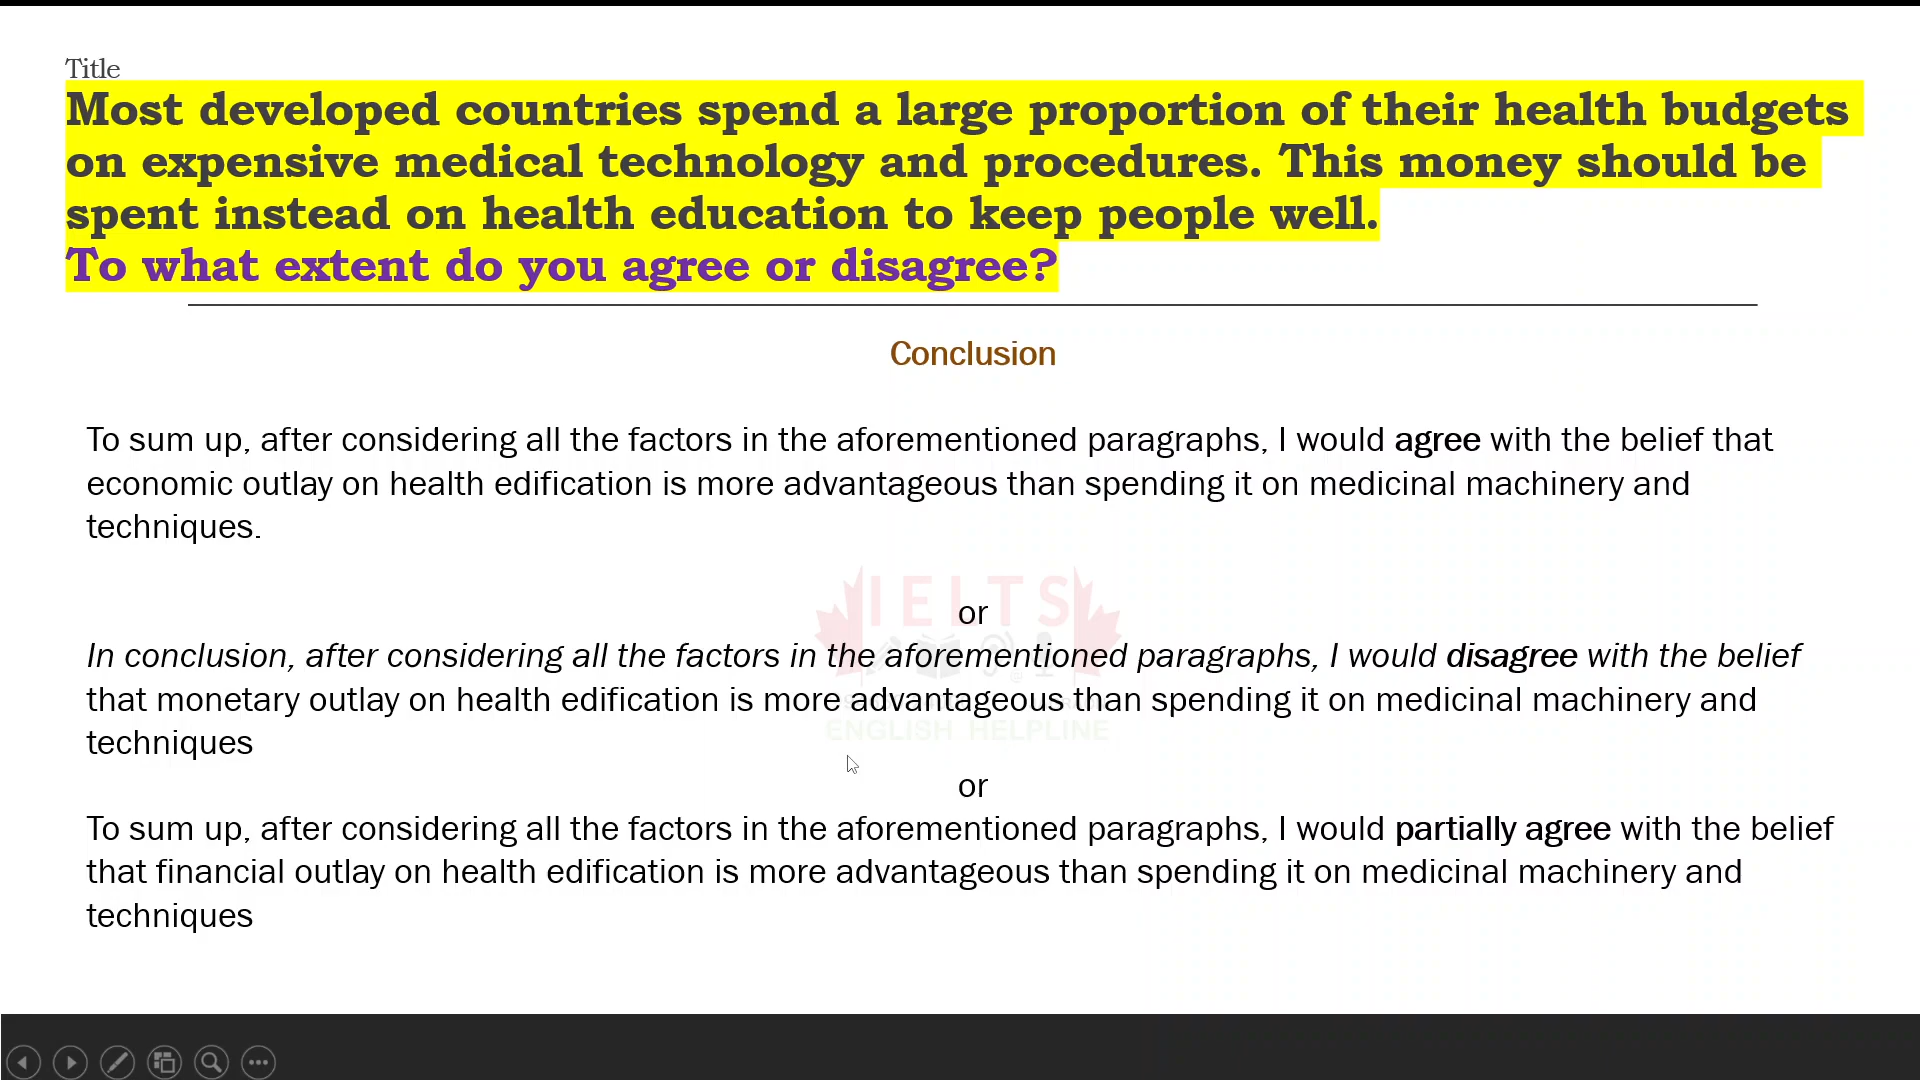 Title
Most developed countries spend a large proportion of their health budgets
on expensive medical technology and procedures. This money should be
spent instead on health education to keep people well.
To what extent do you agree or disagree?
Conclusion
To sum up, after considering all the factors in the aforementioned paragraphs, I would agree with the belief that
economic outlay on health edification is more advantageous than spending it on medicinal machinery and
techniques.
IELTS
or
In conclusion, after considering all the factors in the aforementioned paragraphs, I would disagree with the belief
that monetary outlay on health edification is more advantageous than spending it on medicinal machinery and
techniques
ENGLISH HELPLINE
or
To sum up, after considering all the factors in the aforementioned paragraphs, I would partially agree with the belief
that financial outlay on health edification is more advantageous than spending it on medicinal machinery and
techniques